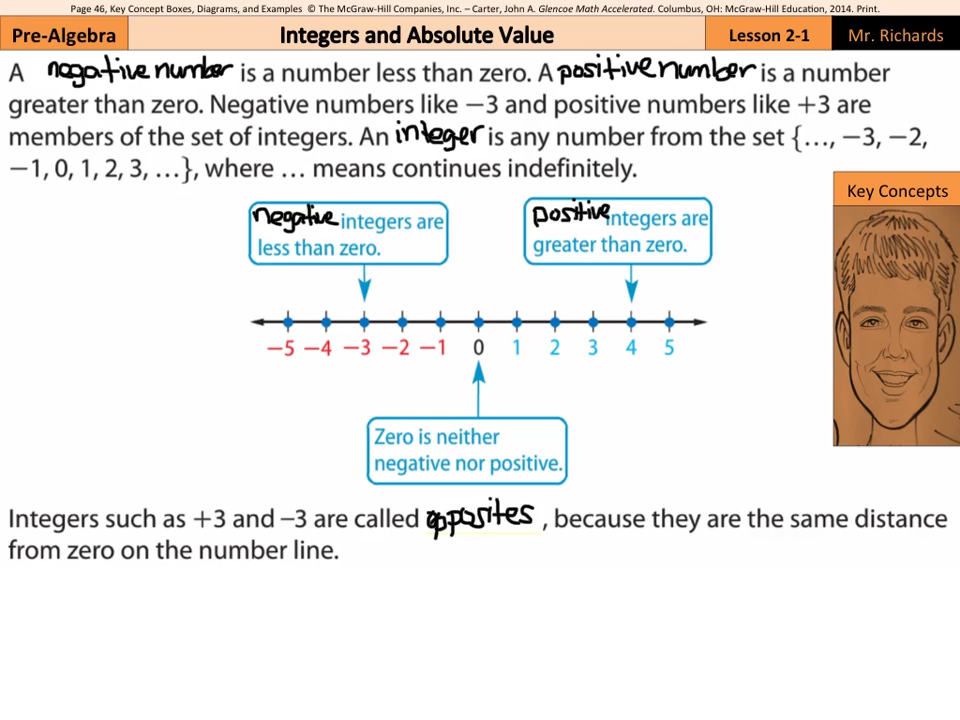 Page 46, Key Concept Boxes, Diagrams, and Examples © The McGraw-Hill Companies, Inc. – Carter, John A. Glencoe Math Accelerated. Columbus, OH: McGraw-Hill Education, 2014. Print.
Pre-Algebra Integers and Absolute Value Lesson 2-1 Mr. Richards
A negative number is a number less than zero. A positive number is a number
greater than zero. Negative numbers like −3 and positive numbers like +3 are
members of the set of integers. An integer is any number from the set {…, −3, −2,
−1, 0, 1, 2, 3, …}, where … means continues indefinitely.
Key Concepts
negative integers are
less than zero.
positive integers are
greater than zero.
−5 −4 −3 −2 −1 0 1 2 3 4 5
Zero is neither
negative nor positive.
Integers such as +3 and −3 are called opposites, because they are the same distance
from zero on the number line.